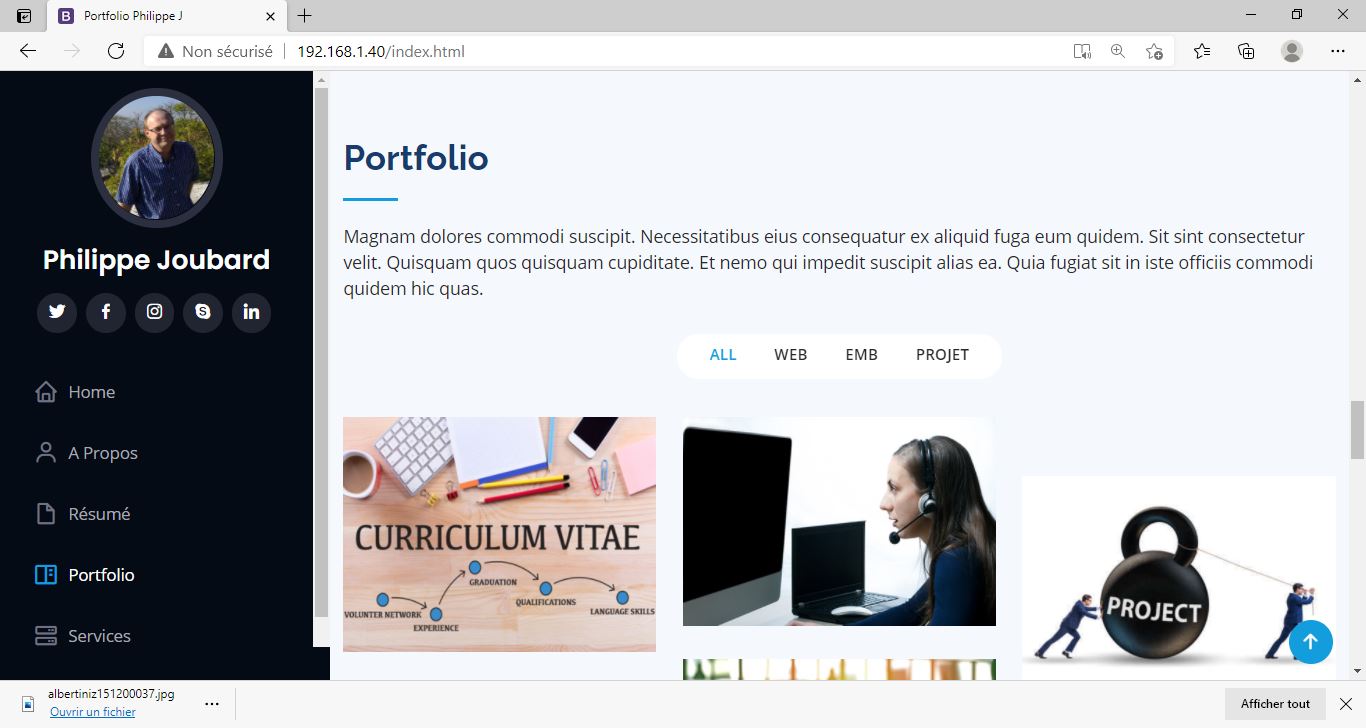 Portfolio Philippe J
Non sécurisé
192.168.1.40/index.html
Philippe Joubard
Home
A Propos
Résumé
Portfolio
Services
Portfolio
Magnam dolores commodi suscipit. Necessitatibus eius consequatur ex aliquid fuga eum quidem. Sit sint consectetur
velit. Quisquam quos quisquam cupiditate. Et nemo qui impedit suscipit alias ea. Quia fugiat sit in iste officiis commodi
quidem hic quas.
ALL WEB EMB PROJET
CURRICULUM VITAE
VOLUNTER NETWORK
EXPERIENCE
GRADUATION
QUALIFICATIONS
LANGUAGE SKILLS
PROJECT
albertiniz151200037.jpg
Ouvrir un fichier
Afficher tout